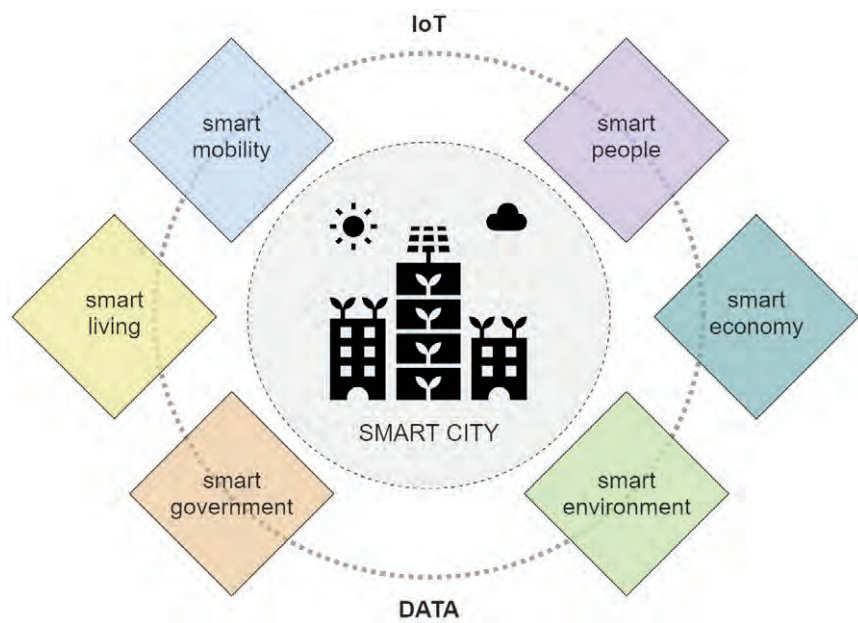 IoT
smart
mobility
smart
people
smart
living
smart
economy
SMART CITY
smart
government
smart
environment
DATA